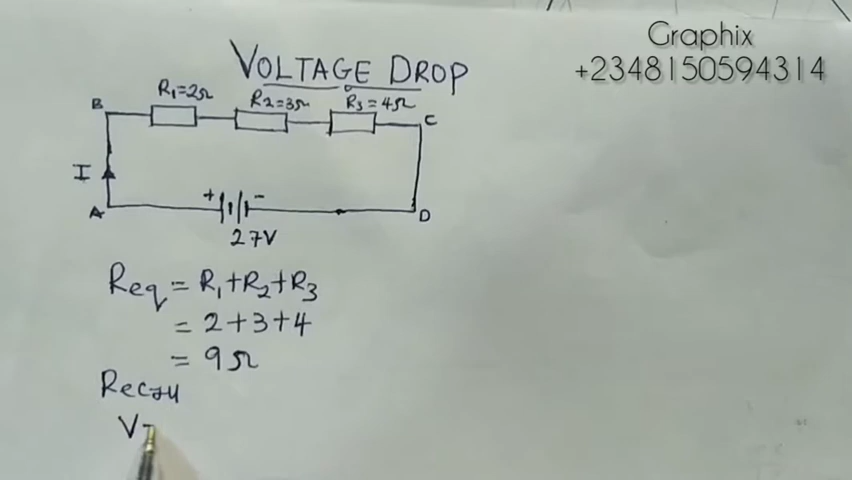 Graphix
+2348150594314
VOLTAGE DROP
R1=2Ω
R2=3Ω
R3=4Ω
B
C
I
A
+
-
D
27V
Req = R1+R2+R3
= 2+3+4
= 9Ω
Recall
V=